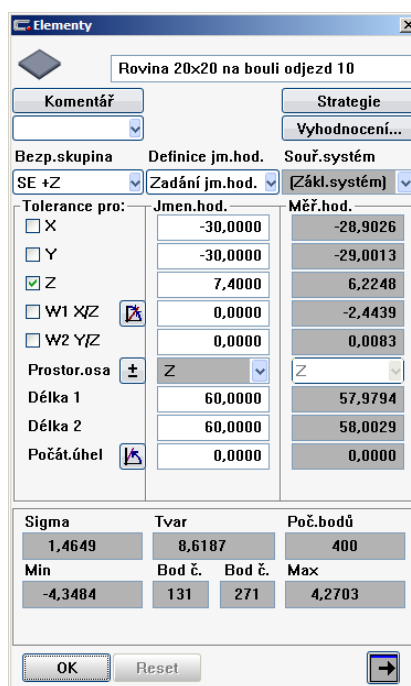 Elementy
Rovina 20x20 na bouli odjezd 10
Komentář Strategie
Vyhodnocení...
Bezp.skupina Definice jm.hod. Souř.systém
SE +Z Zadání jm.hod. (Zákl.systém)
Tolerance pro: Jmen.hod. Měř.hod.
X -30,0000 -28,9026
Y -30,0000 -29,0013
Z 7,4000 6,2248
W1 X/Z 0,0000 -2,4439
W2 Y/Z 0,0000 0,0083
Prostor.osa ± Z Z
Délka 1 60,0000 57,9794
Délka 2 60,0000 58,0029
Počát.úhel 0,0000 0,0000
Sigma Tvar Poč.bodů
1,4649 8,6187 400
Min Bod č. Bod č. Max
-4,3484 131 271 4,2703
OK Reset